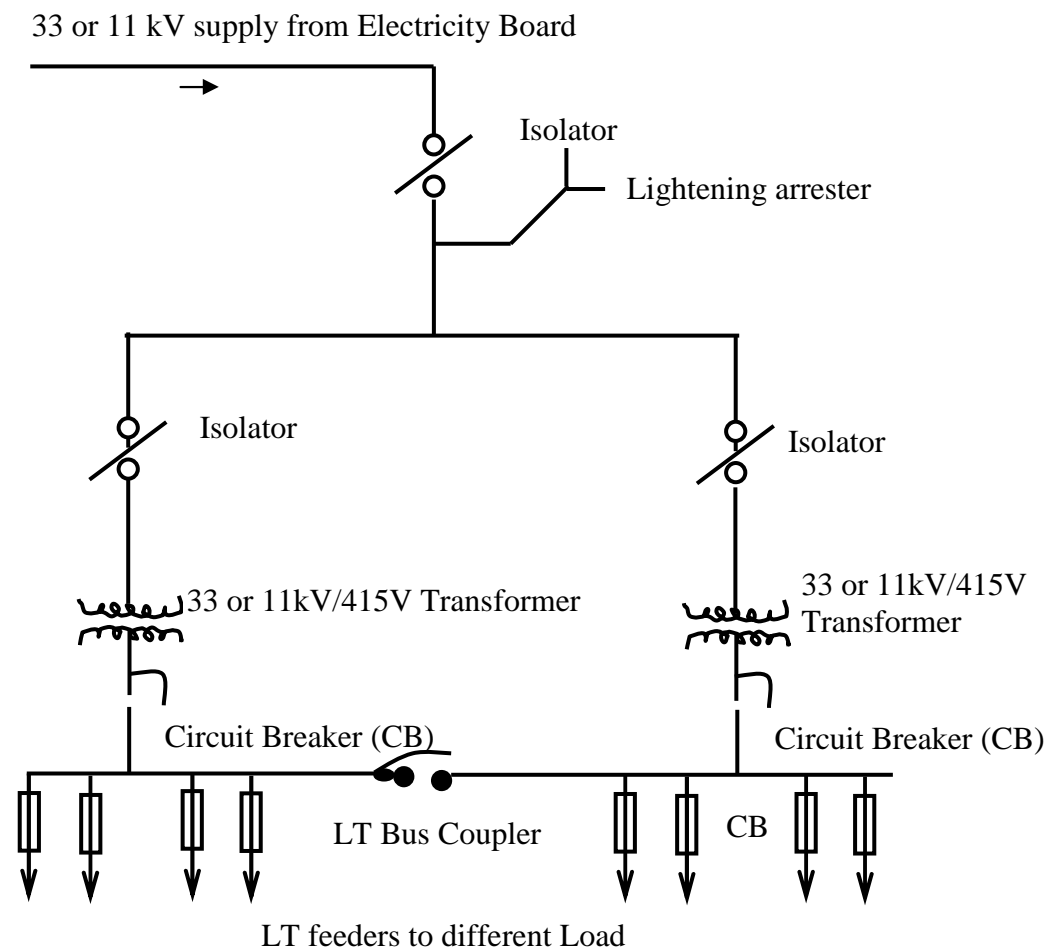 33 or 11 kV supply from Electricity Board
Isolator
Lightening arrester
Isolator
Isolator
33 or 11kV/415V Transformer
33 or 11kV/415V
Transformer
Circuit Breaker (CB)
Circuit Breaker (CB)
LT Bus Coupler
CB
LT feeders to different Load